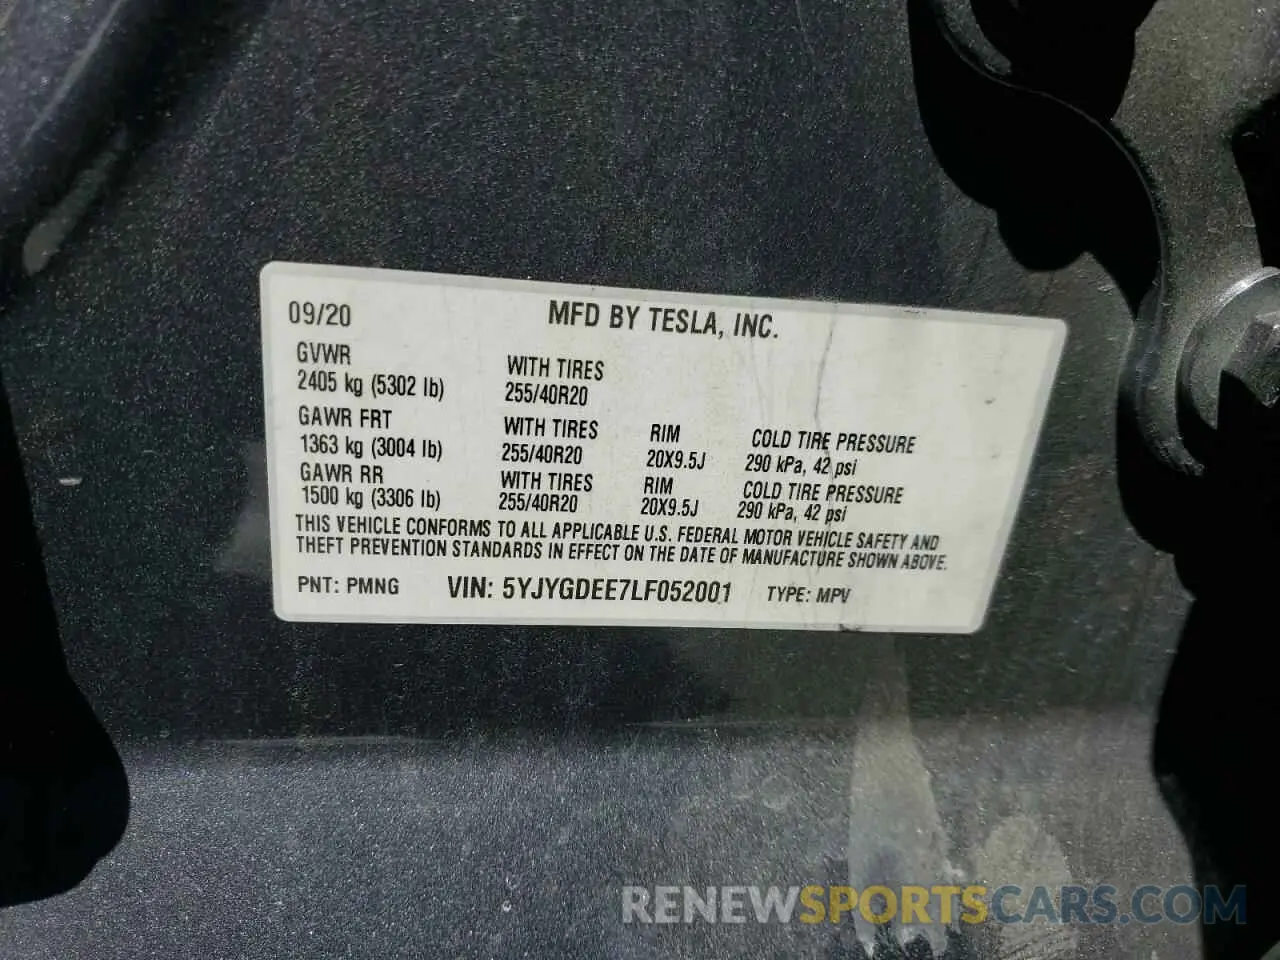 09/20 MFD BY TESLA, INC.
GVWR WITH TIRES
2405 kg (5302 lb) 255/40R20
GAWR FRT WITH TIRES RIM COLD TIRE PRESSURE
1363 kg (3004 lb) 255/40R20 20X9.5J 290 kPa, 42 psi
GAWR RR WITH TIRES RIM COLD TIRE PRESSURE
1500 kg (3306 lb) 255/40R20 20X9.5J 290 kPa, 42 psi
THIS VEHICLE CONFORMS TO ALL APPLICABLE U.S. FEDERAL MOTOR VEHICLE SAFETY AND
THEFT PREVENTION STANDARDS IN EFFECT ON THE DATE OF MANUFACTURE SHOWN ABOVE.
PNT: PMNG VIN: 5YJYGDEE7LF052001 TYPE: MPV
RENEWSPORTSCARS.COM